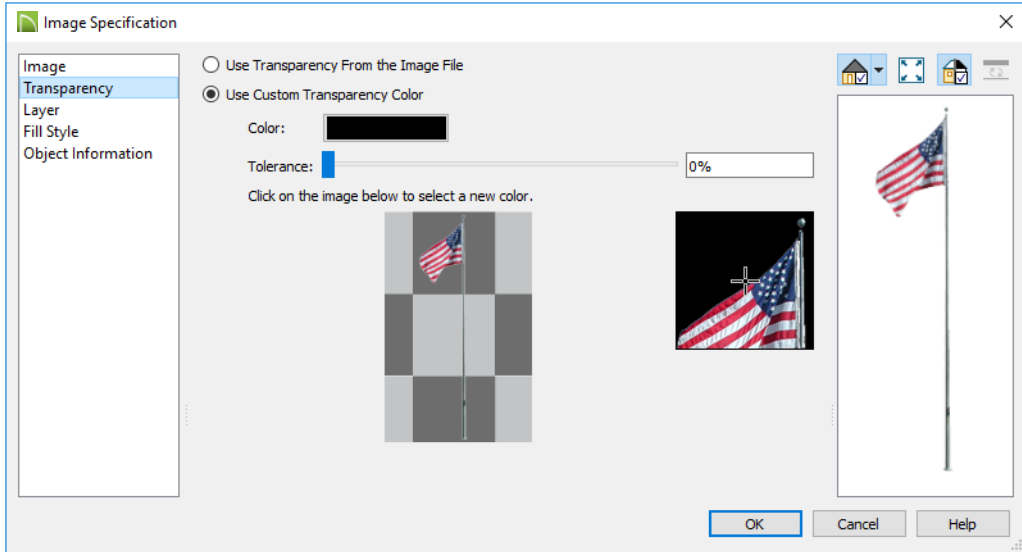 Image Specification
Image
Transparency
Layer
Fill Style
Object Information
Use Transparency From the Image File
Use Custom Transparency Color
Color:
Tolerance:
0%
Click on the image below to select a new color.
OK
Cancel
Help